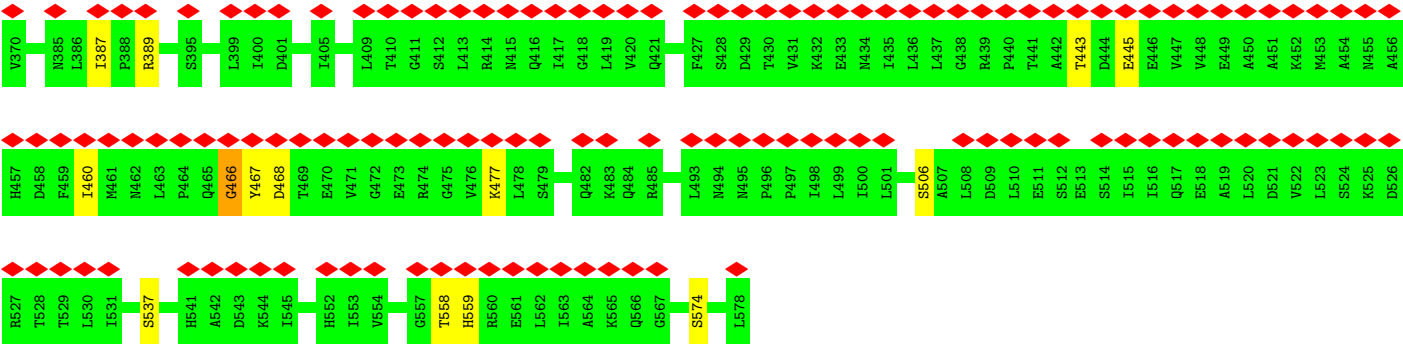 V370 N385 L386 I387 P388 R389 S395 L399 I400 D401 I405 L409 T410 G411 S412 L413 R414 N415 Q416 I417 G418 L419 V420 Q421 F427 S428 D429 T430 V431 K432 E433 N434 I435 L436 L437 G438 R439 P440 T441 A442 T443 D444 E445 E446 V447 V448 E449 A450 A451 K452 M453 A454 N455 A456
H457 D458 F459 I460 M461 N462 L463 P464 Q465 G466 Y467 D468 T469 E470 V471 G472 E473 R474 G475 V476 K477 L478 S479 Q482 K483 Q484 R485 L493 N494 N495 P496 P497 I498 L499 I500 L501 S506 A507 L508 D509 L510 E511 S512 E513 S514 I515 I516 Q517 E518 A519 L520 D521 V522 L523 S524 K525 D526
R527 T528 T529 L530 I531 S537 H541 A542 D543 K544 I545 H552 I553 V554 G557 T558 H559 R560 E561 L562 I563 A564 K565 Q566 G567 S574 L578